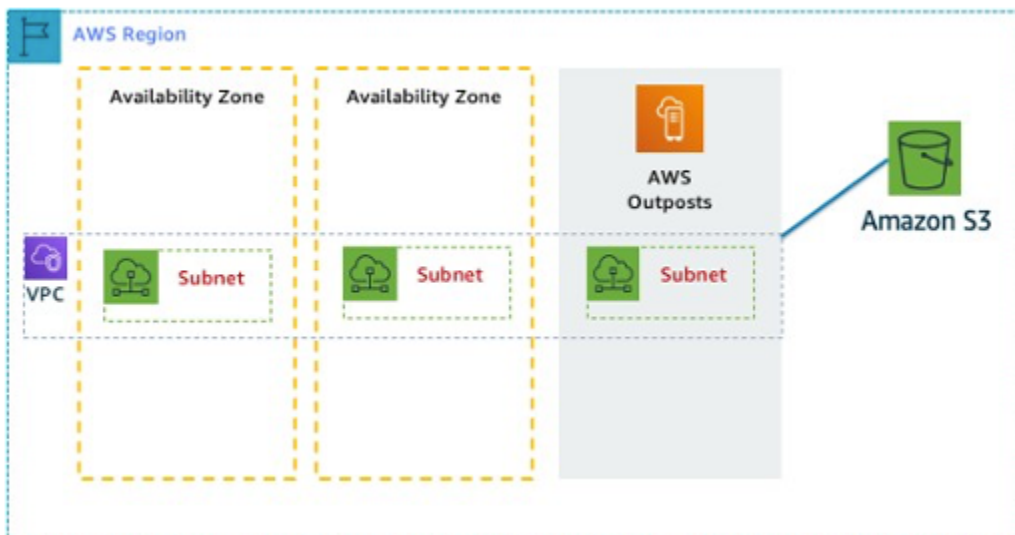 AWS Region
Availability Zone
Availability Zone
AWS
Outposts
Amazon S3
VPC
Subnet
Subnet
Subnet